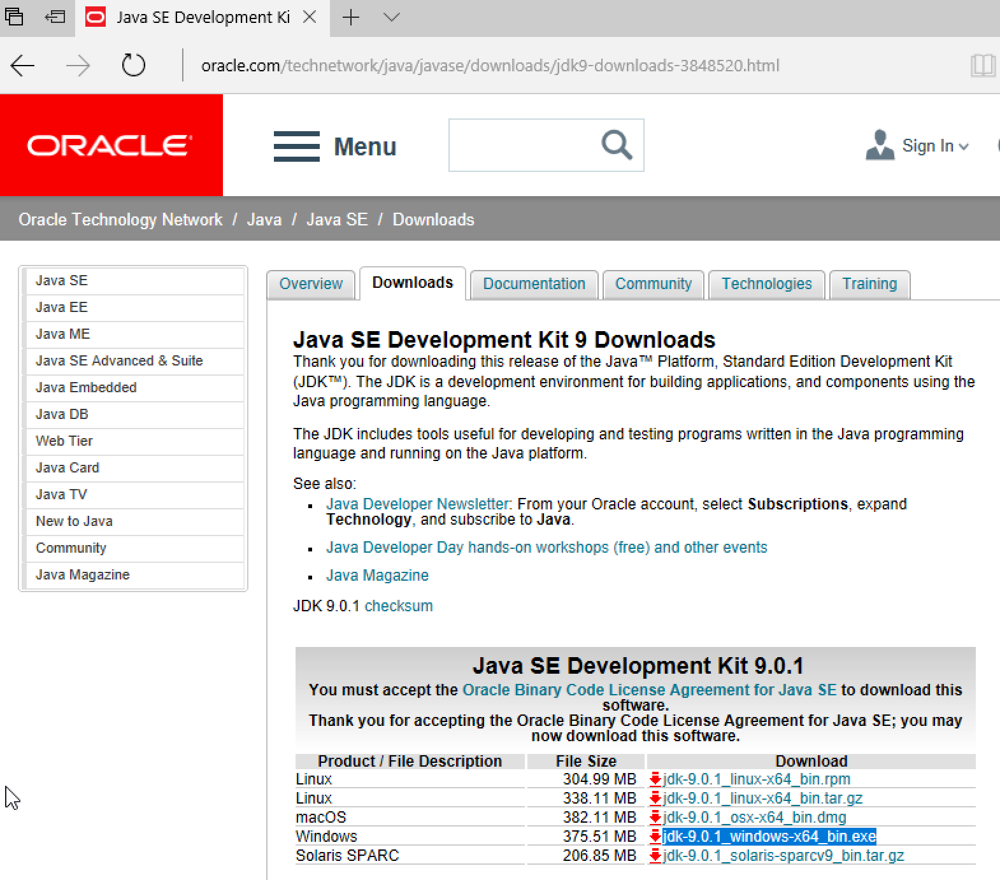 Java SE Development Ki
oracle.com/technetwork/java/javase/downloads/jdk9-downloads-3848520.html
ORACLE
Menu
Sign In
Oracle Technology Network / Java / Java SE / Downloads
Java SE
Java EE
Java ME
Java SE Advanced & Suite
Java Embedded
Java DB
Web Tier
Java Card
Java TV
New to Java
Community
Java Magazine
Overview Downloads Documentation Community Technologies Training
Java SE Development Kit 9 Downloads
Thank you for downloading this release of the Java™ Platform, Standard Edition Development Kit
(JDK™). The JDK is a development environment for building applications, and components using the
Java programming language.
The JDK includes tools useful for developing and testing programs written in the Java programming
language and running on the Java platform.
See also:
Java Developer Newsletter: From your Oracle account, select Subscriptions, expand
Technology, and subscribe to Java.
Java Developer Day hands-on workshops (free) and other events
Java Magazine
JDK 9.0.1 checksum
Java SE Development Kit 9.0.1
You must accept the Oracle Binary Code License Agreement for Java SE to download this
software.
Thank you for accepting the Oracle Binary Code License Agreement for Java SE; you may
now download this software.
Product / File Description File Size Download
Linux 304.99 MB jdk-9.0.1_linux-x64_bin.rpm
Linux 338.11 MB jdk-9.0.1_linux-x64_bin.tar.gz
macOS 382.11 MB jdk-9.0.1_osx-x64_bin.dmg
Windows 375.51 MB jdk-9.0.1_windows-x64_bin.exe
Solaris SPARC 206.85 MB jdk-9.0.1_solaris-sparcv9_bin.tar.gz